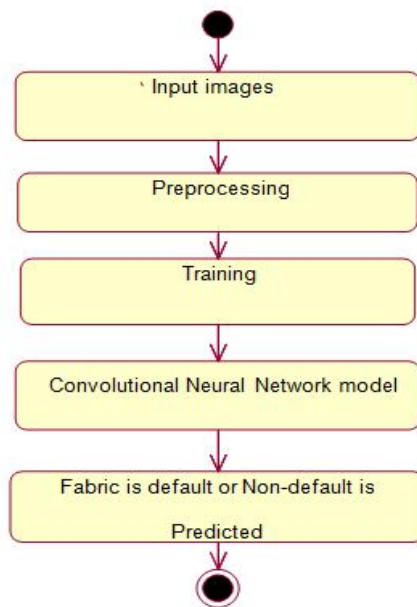 Input images
Preprocessing
Training
Convolutional Neural Network model
Fabric is default or Non-default is
Predicted